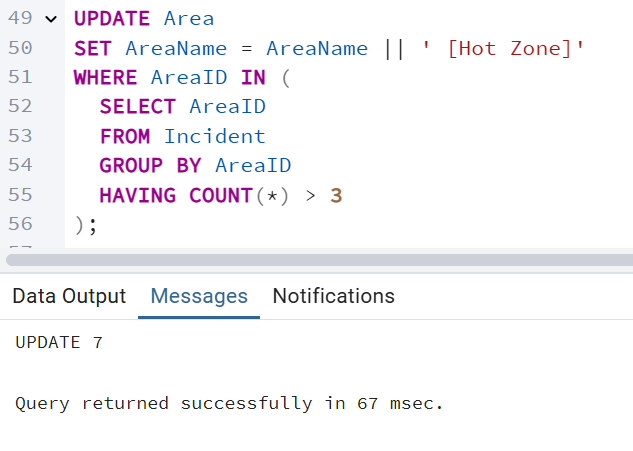 49 UPDATE Area
50 SET AreaName = AreaName || ' [Hot Zone]'
51 WHERE AreaID IN (
52 SELECT AreaID
53 FROM Incident
54 GROUP BY AreaID
55 HAVING COUNT(*) > 3
56 );
Data Output Messages Notifications
UPDATE 7
Query returned successfully in 67 msec.